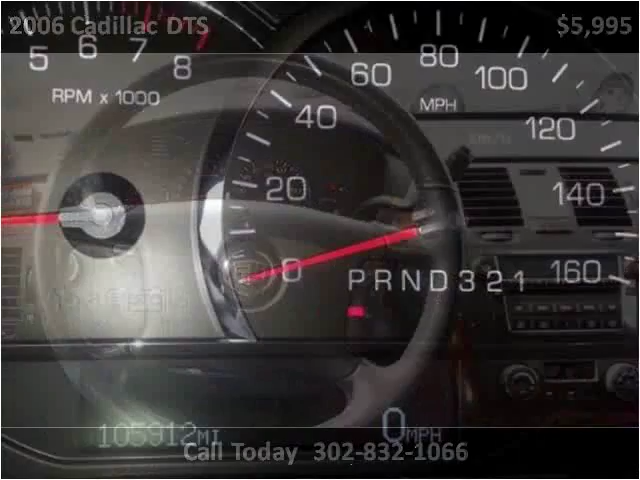 2006 Cadillac DTS $5,995
5 6 7 8
RPM x 1000
0 20 40 60 80 100 120 140 160
MPH
PRND321
105912MI 0MPH
Call Today 302-832-1066